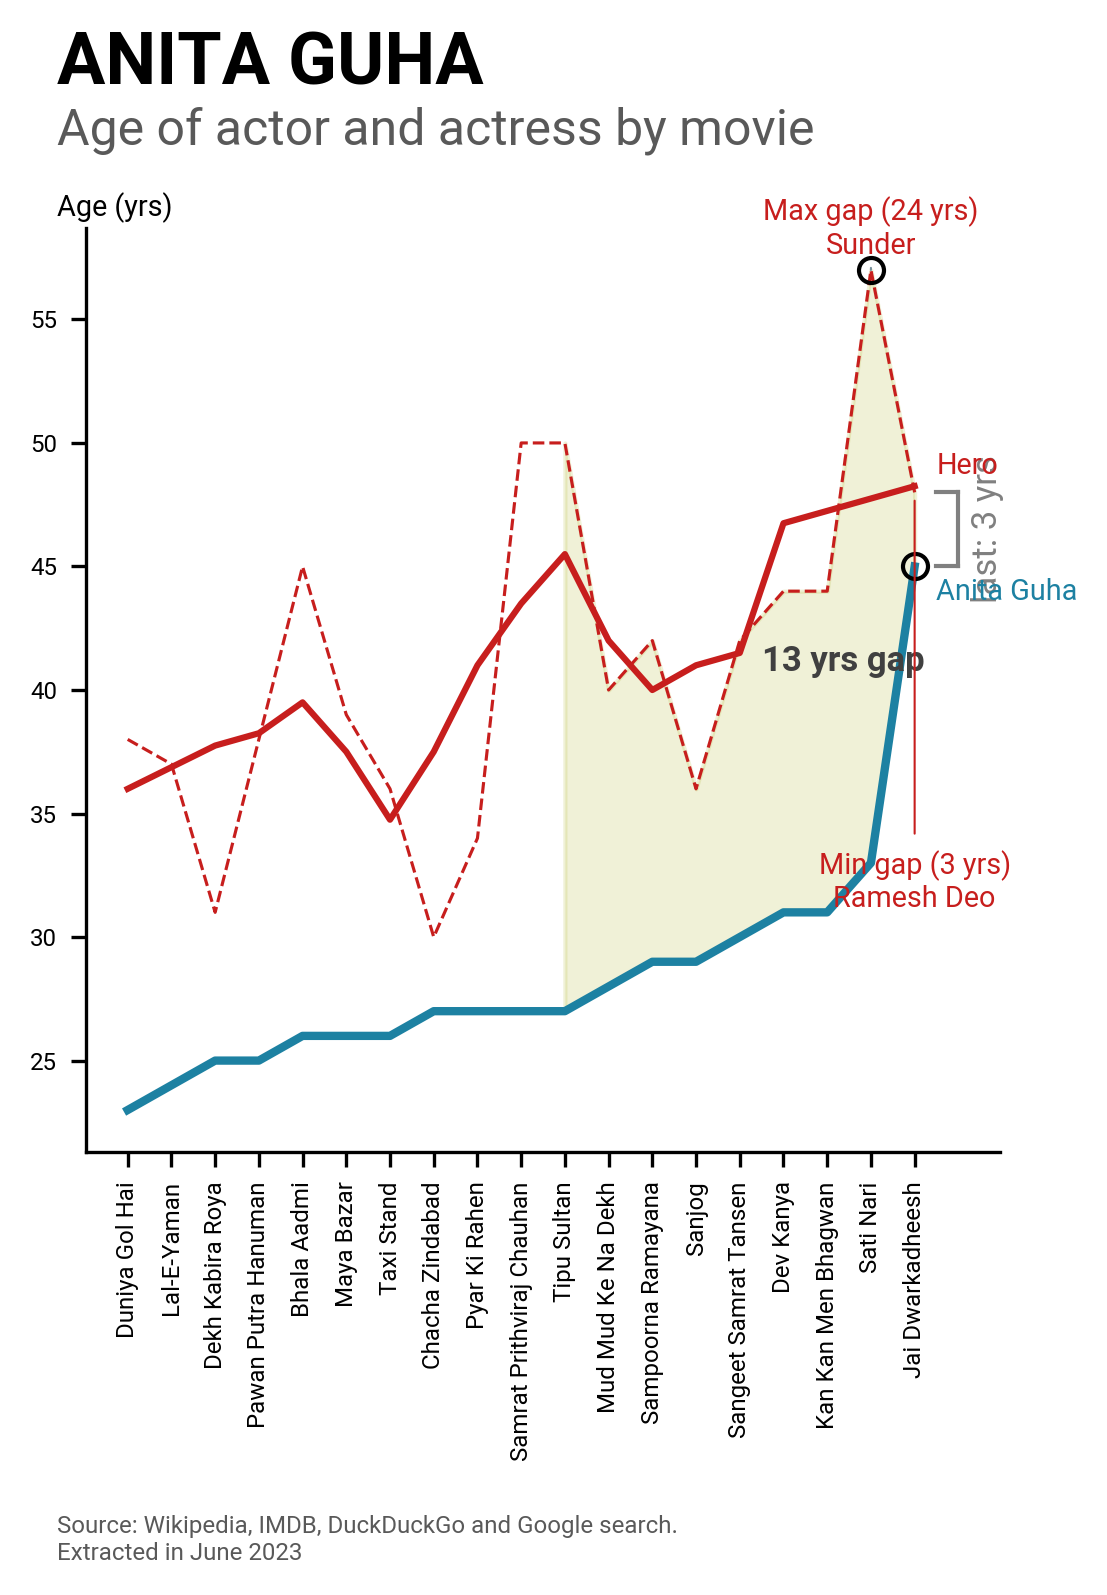 ANITA GUHA
Age of actor and actress by movie
Age (yrs)
Max gap (24 yrs)
Sunder
55
50
45
40
35
30
25
Hero
last: 3 yrs
Anita Guha
13 yrs gap
Min gap (3 yrs)
Ramesh Deo
Duniya Gol Hai
Lal-E-Yaman
Dekh Kabira Roya
Pawan Putra Hanuman
Bhala Aadmi
Maya Bazar
Taxi Stand
Chacha Zindabad
Pyar Ki Rahen
Samrat Prithviraj Chauhan
Tipu Sultan
Mud Mud Ke Na Dekh
Sampoorna Ramayana
Sanjog
Sangeet Samrat Tansen
Dev Kanya
Kan Kan Men Bhagwan
Sati Nari
Jai Dwarkadheesh
Source: Wikipedia, IMDB, DuckDuckGo and Google search.
Extracted in June 2023